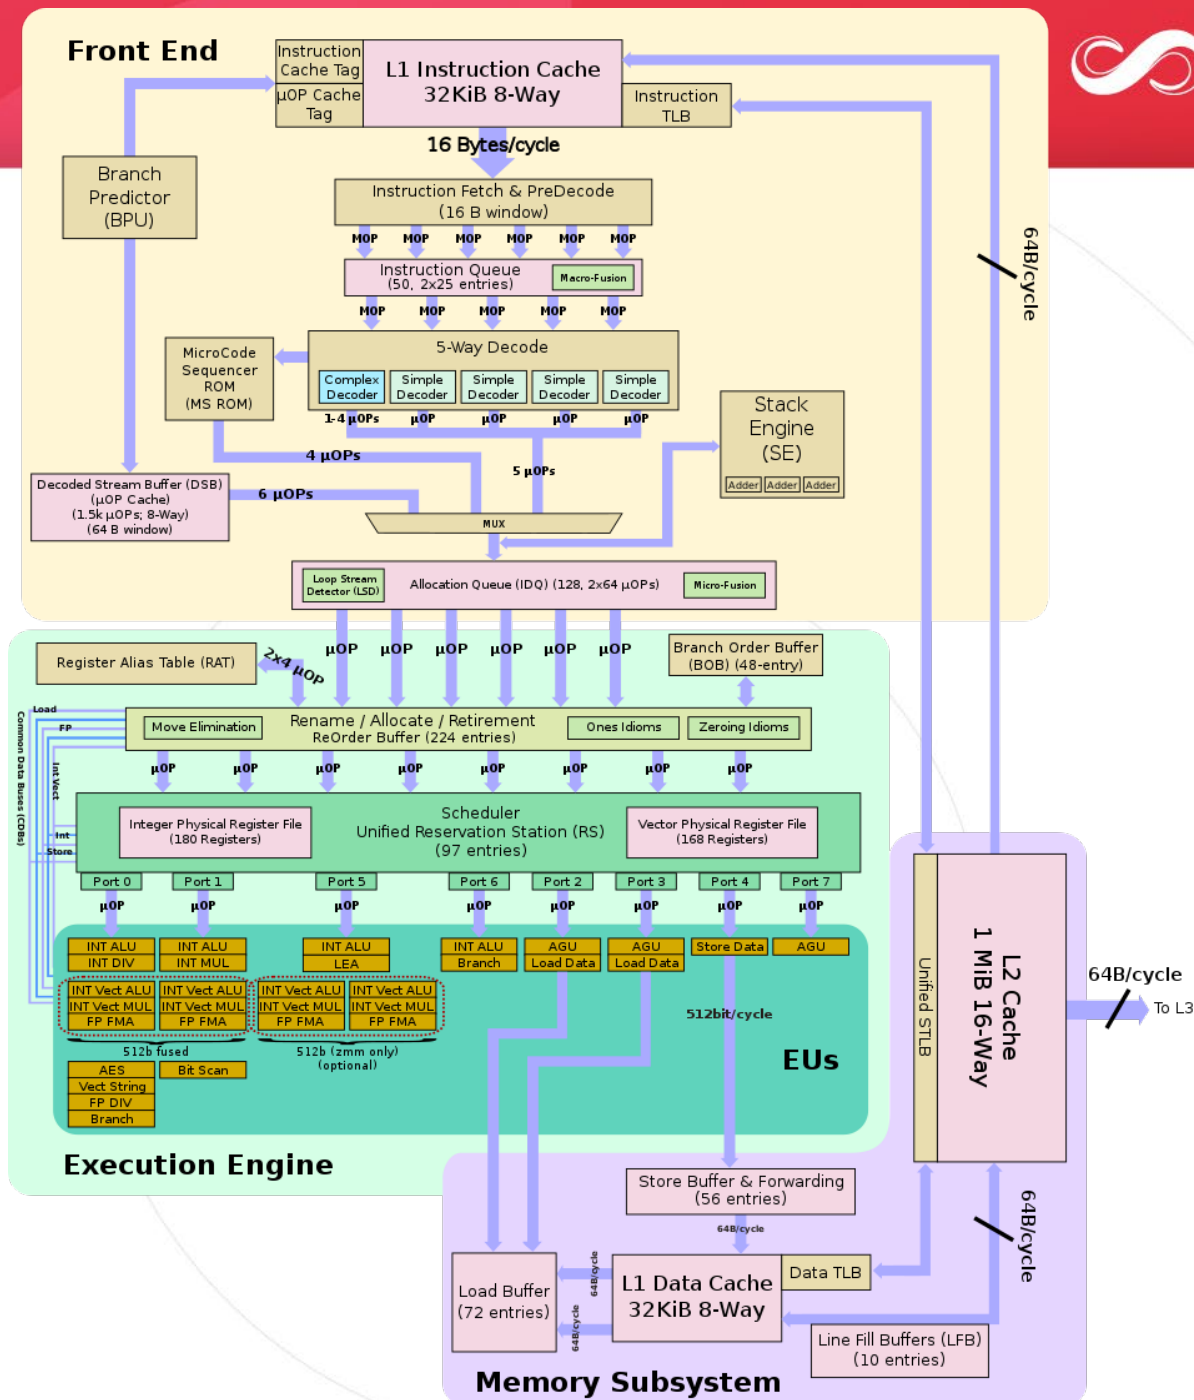 Front End
Instruction
Cache Tag
µOP Cache
Tag
L1 Instruction Cache
32KiB 8-Way
Instruction
TLB
16 Bytes/cycle
Branch
Predictor
(BPU)
Instruction Fetch & PreDecode
(16 B window)
MOP MOP MOP MOP MOP MOP
Instruction Queue
(50, 2x25 entries)
Macro-Fusion
MOP MOP MOP MOP MOP
64B/cycle
MicroCode
Sequencer
ROM
(MS ROM)
5-Way Decode
Complex
Decoder
Simple
Decoder
Simple
Decoder
Simple
Decoder
Simple
Decoder
1-4 µOPs µOP µOP µOP µOP
Stack
Engine
(SE)
Adder Adder Adder
4 µOPs
5 µOPs
Decoded Stream Buffer (DSB)
(µOP Cache)
(1.5k µOPs; 8-Way)
(64 B window)
6 µOPs
MUX
Loop Stream
Detector (LSD)
Allocation Queue (IDQ) (128, 2x64 µOPs)
Micro-Fusion
Register Alias Table (RAT)
2x4 µOP
µOP µOP µOP µOP µOP µOP
Branch Order Buffer
(BOB) (48-entry)
Load
FP
Common Data Buses (CDBs)
Int Vect
Int
Store
Move Elimination
Rename / Allocate / Retirement
ReOrder Buffer (224 entries)
Ones Idioms
Zeroing Idioms
µOP µOP µOP µOP µOP µOP µOP µOP
Integer Physical Register File
(180 Registers)
Scheduler
Unified Reservation Station (RS)
(97 entries)
Vector Physical Register File
(168 Registers)
Port 0 Port 1 Port 5 Port 6 Port 2 Port 3 Port 4 Port 7
µOP µOP µOP µOP µOP µOP µOP µOP
INT ALU
INT DIV
INT ALU
INT MUL
INT ALU
LEA
INT ALU
Branch
AGU
Load Data
AGU
Load Data
Store Data
AGU
INT Vect ALU
INT Vect MUL
FP FMA
INT Vect ALU
INT Vect MUL
FP FMA
INT Vect ALU
INT Vect MUL
FP FMA
INT Vect ALU
INT Vect MUL
FP FMA
512b fused
512b (zmm only)
(optional)
AES
Vect String
FP DIV
Branch
Bit Scan
512bit/cycle
EUs
Execution Engine
Unified STLB
L2 Cache
1 MiB 16-Way
64B/cycle
To L3
Store Buffer & Forwarding
(56 entries)
64B/cycle
64B/cycle
Load Buffer
(72 entries)
64B/cycle
64B/cycle
L1 Data Cache
32KiB 8-Way
Data TLB
Line Fill Buffers (LFB)
(10 entries)
Memory Subsystem